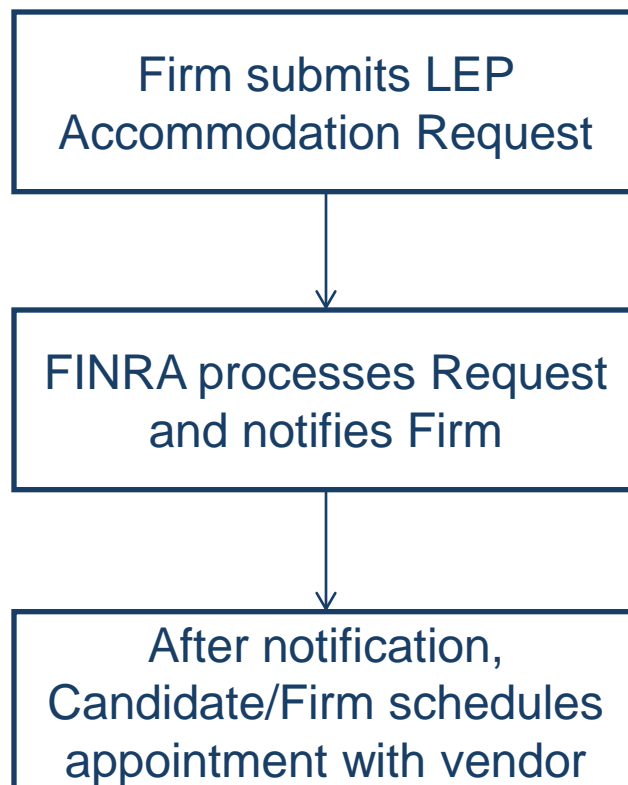 Firm submits LEP
Accommodation Request
FINRA processes Request
and notifies Firm
After notification,
Candidate/Firm schedules
appointment with vendor